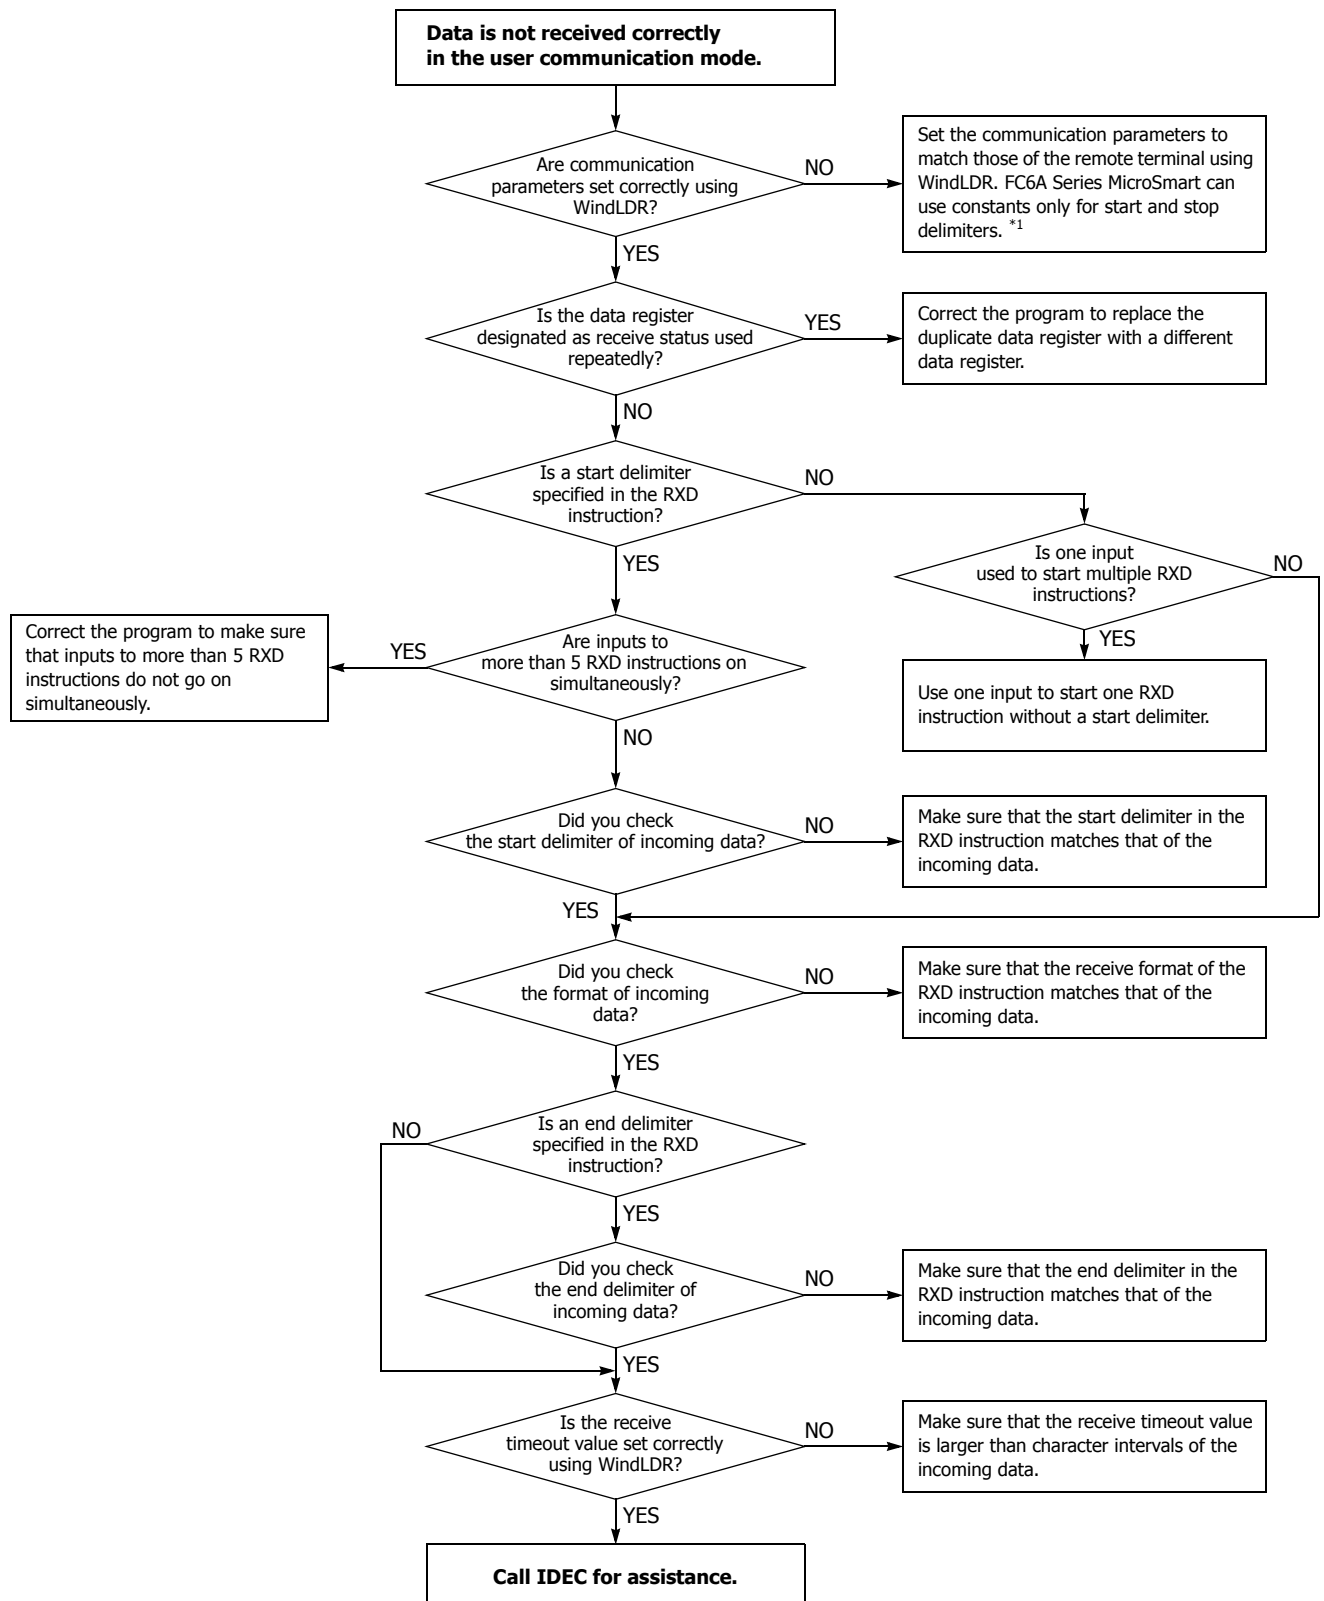 Data is not received correctly
in the user communication mode.
Are communication
parameters set correctly using
WindLDR?
NO
Set the communication parameters to
match those of the remote terminal using
WindLDR. FC6A Series MicroSmart can
use constants only for start and stop
delimiters. *1
YES
Is the data register
designated as receive status used
repeatedly?
YES
Correct the program to replace the
duplicate data register with a different
data register.
NO
Is a start delimiter
specified in the RXD
instruction?
NO
YES
Is one input
used to start multiple RXD
instructions?
NO
YES
Use one input to start one RXD
instruction without a start delimiter.
Are inputs to
more than 5 RXD instructions on
simultaneously?
YES
Correct the program to make sure
that inputs to more than 5 RXD
instructions do not go on
simultaneously.
NO
Did you check
the start delimiter of incoming data?
NO
Make sure that the start delimiter in the
RXD instruction matches that of the
incoming data.
YES
Did you check
the format of incoming
data?
NO
Make sure that the receive format of the
RXD instruction matches that of the
incoming data.
YES
Is an end delimiter
specified in the RXD
instruction?
NO
YES
Did you check
the end delimiter of
incoming data?
NO
Make sure that the end delimiter in the
RXD instruction matches that of the
incoming data.
YES
Is the receive
timeout value set correctly
using WindLDR?
NO
Make sure that the receive timeout value
is larger than character intervals of the
incoming data.
YES
Call IDEC for assistance.